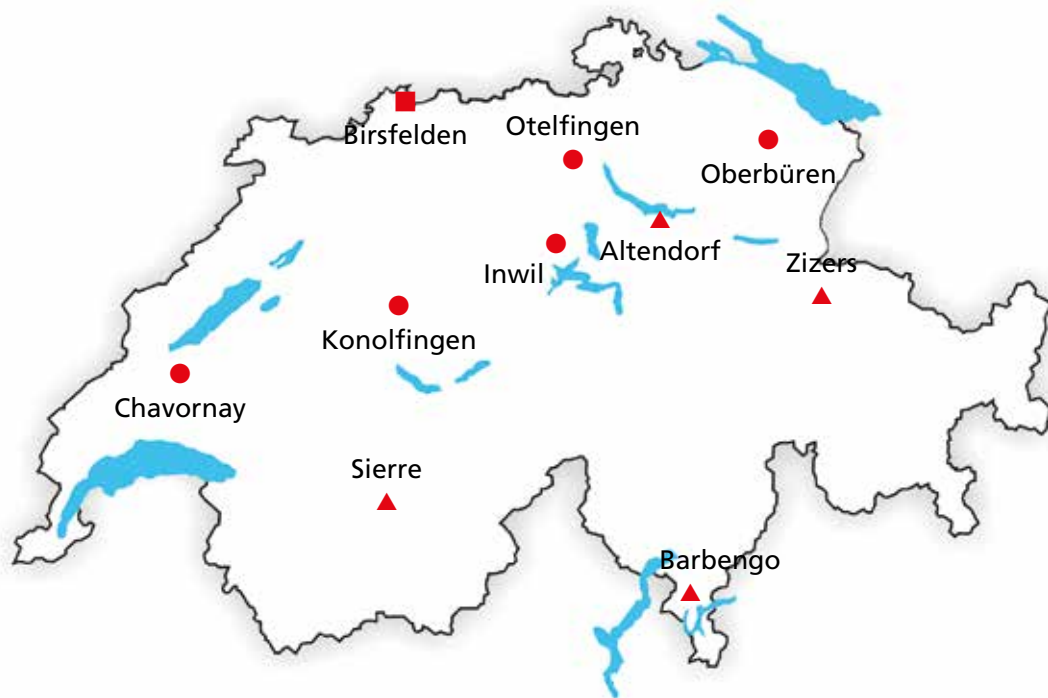 Birsfelden
Otelfingen
Oberbüren
Altendorf
Zizers
Inwil
Konolfingen
Chavornay
Sierre
Barbengo